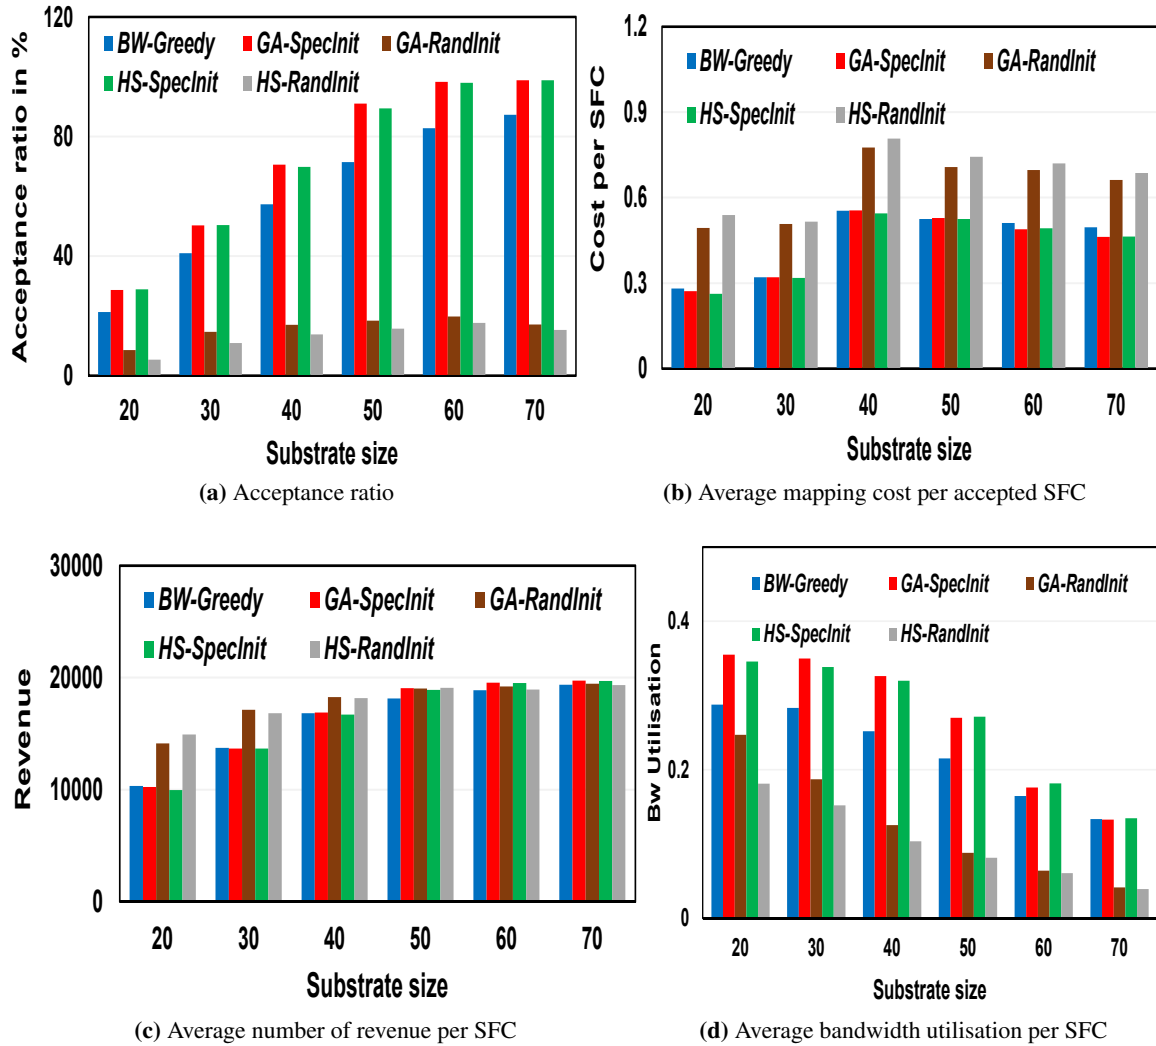 120
80
40
0
Acceptance ratio in %
BW-Greedy GA-SpecInit GA-RandInit
HS-SpecInit HS-RandInit
20 30 40 50 60 70
Substrate size
(a) Acceptance ratio
1.2
0.9
0.6
0.3
0
Cost per SFC
BW-Greedy GA-SpecInit GA-RandInit
HS-SpecInit HS-RandInit
20 30 40 50 60 70
Substrate size
(b) Average mapping cost per accepted SFC
30000
20000
10000
0
Revenue
BW-Greedy GA-SpecInit GA-RandInit
HS-SpecInit HS-RandInit
20 30 40 50 60 70
Substrate size
(c) Average number of revenue per SFC
0.4
0.2
0
Bw Utilisation
BW-Greedy GA-SpecInit GA-RandInit
HS-SpecInit HS-RandInit
20 30 40 50 60 70
Substrate size
(d) Average bandwidth utilisation per SFC